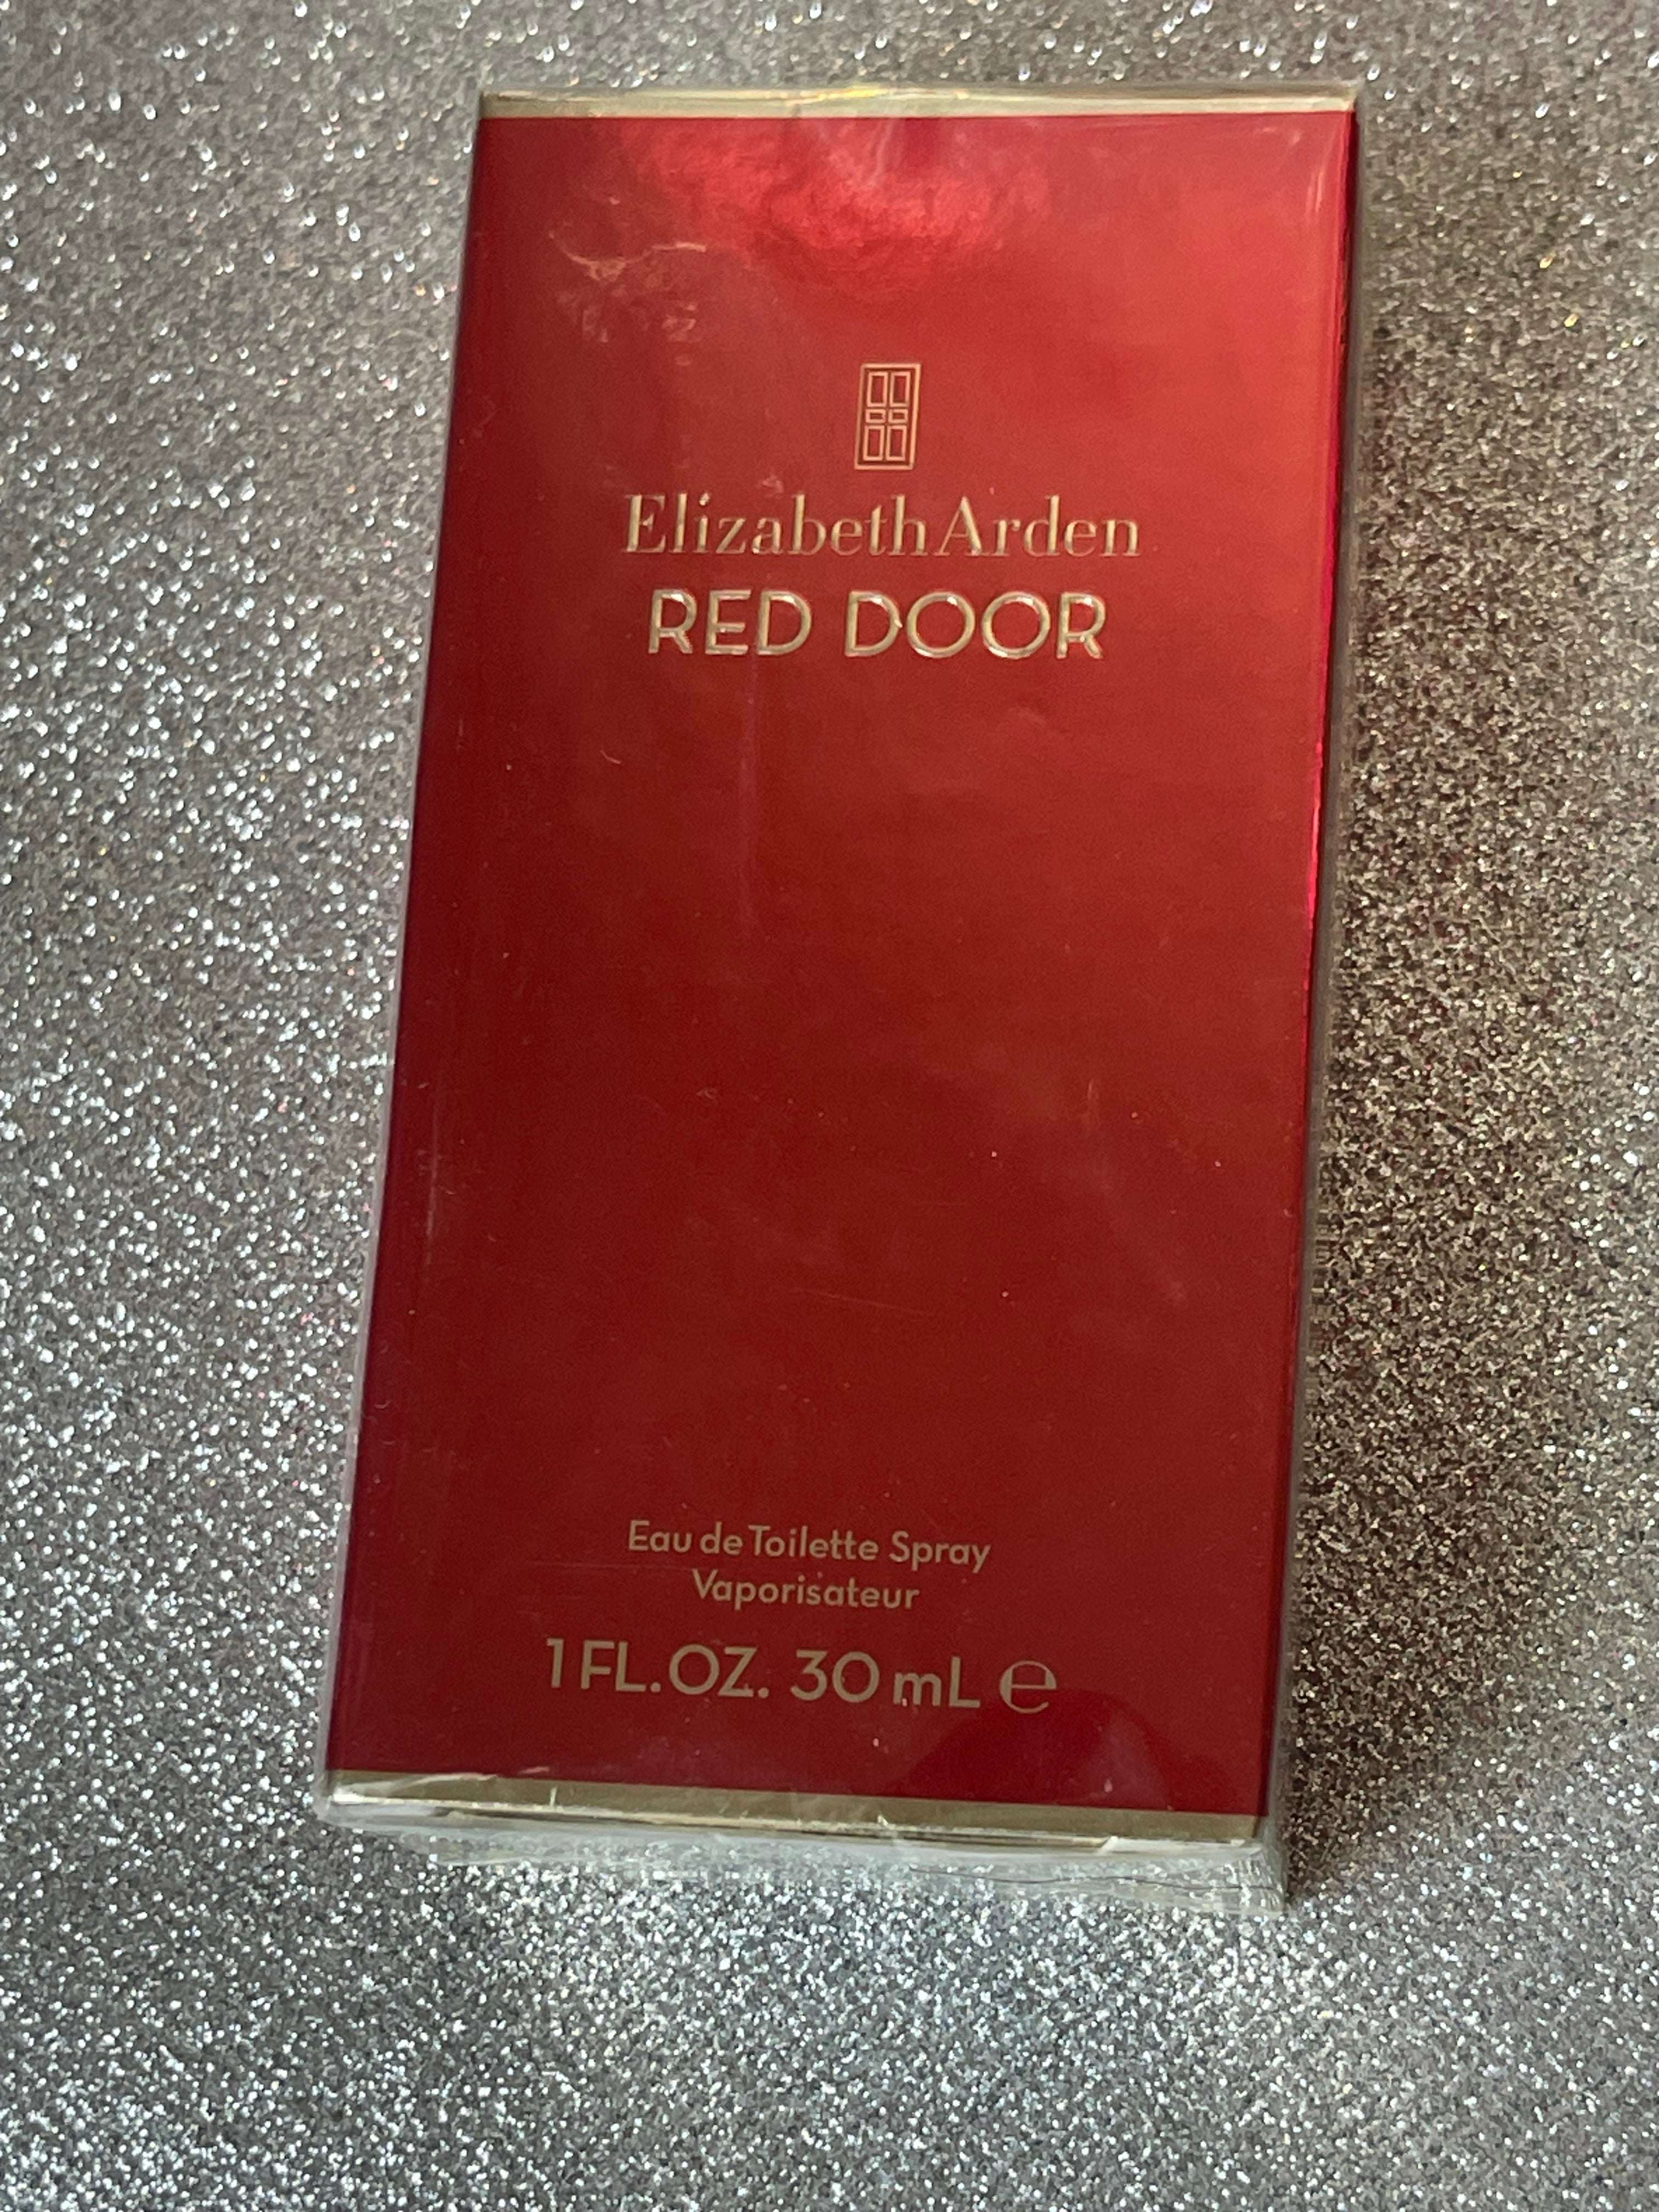 Elizabeth Arden
RED DOOR
Eau de Toilette Spray
Vaporisateur
1 FL.OZ. 30 mL ℮